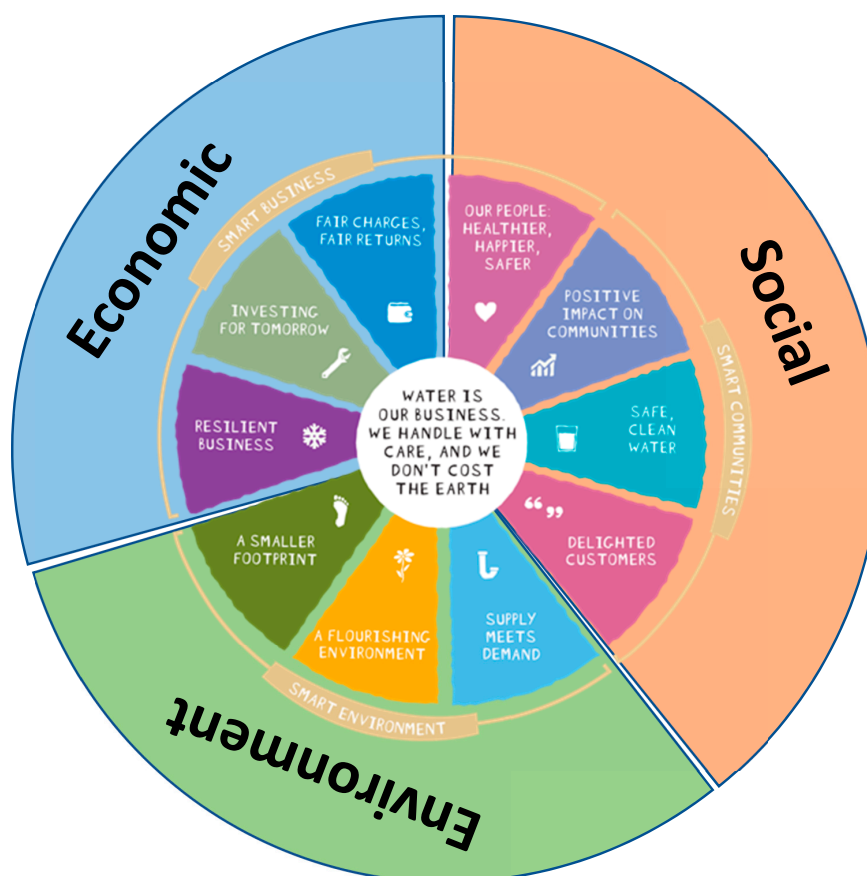 Economic
Social
Environment
SMART BUSINESS
SMART COMMUNITIES
SMART ENVIRONMENT
FAIR CHARGES,
FAIR RETURNS
OUR PEOPLE:
HEALTHIER,
HAPPIER,
SAFER
POSITIVE
IMPACT ON
COMMUNITIES
SAFE,
CLEAN
WATER
DELIGHTED
CUSTOMERS
SUPPLY
MEETS
DEMAND
A FLOURISHING
ENVIRONMENT
A SMALLER
FOOTPRINT
RESILIENT
BUSINESS
INVESTING
FOR TOMORROW
WATER IS
OUR BUSINESS.
WE HANDLE WITH
CARE, AND WE
DON'T COST
THE EARTH